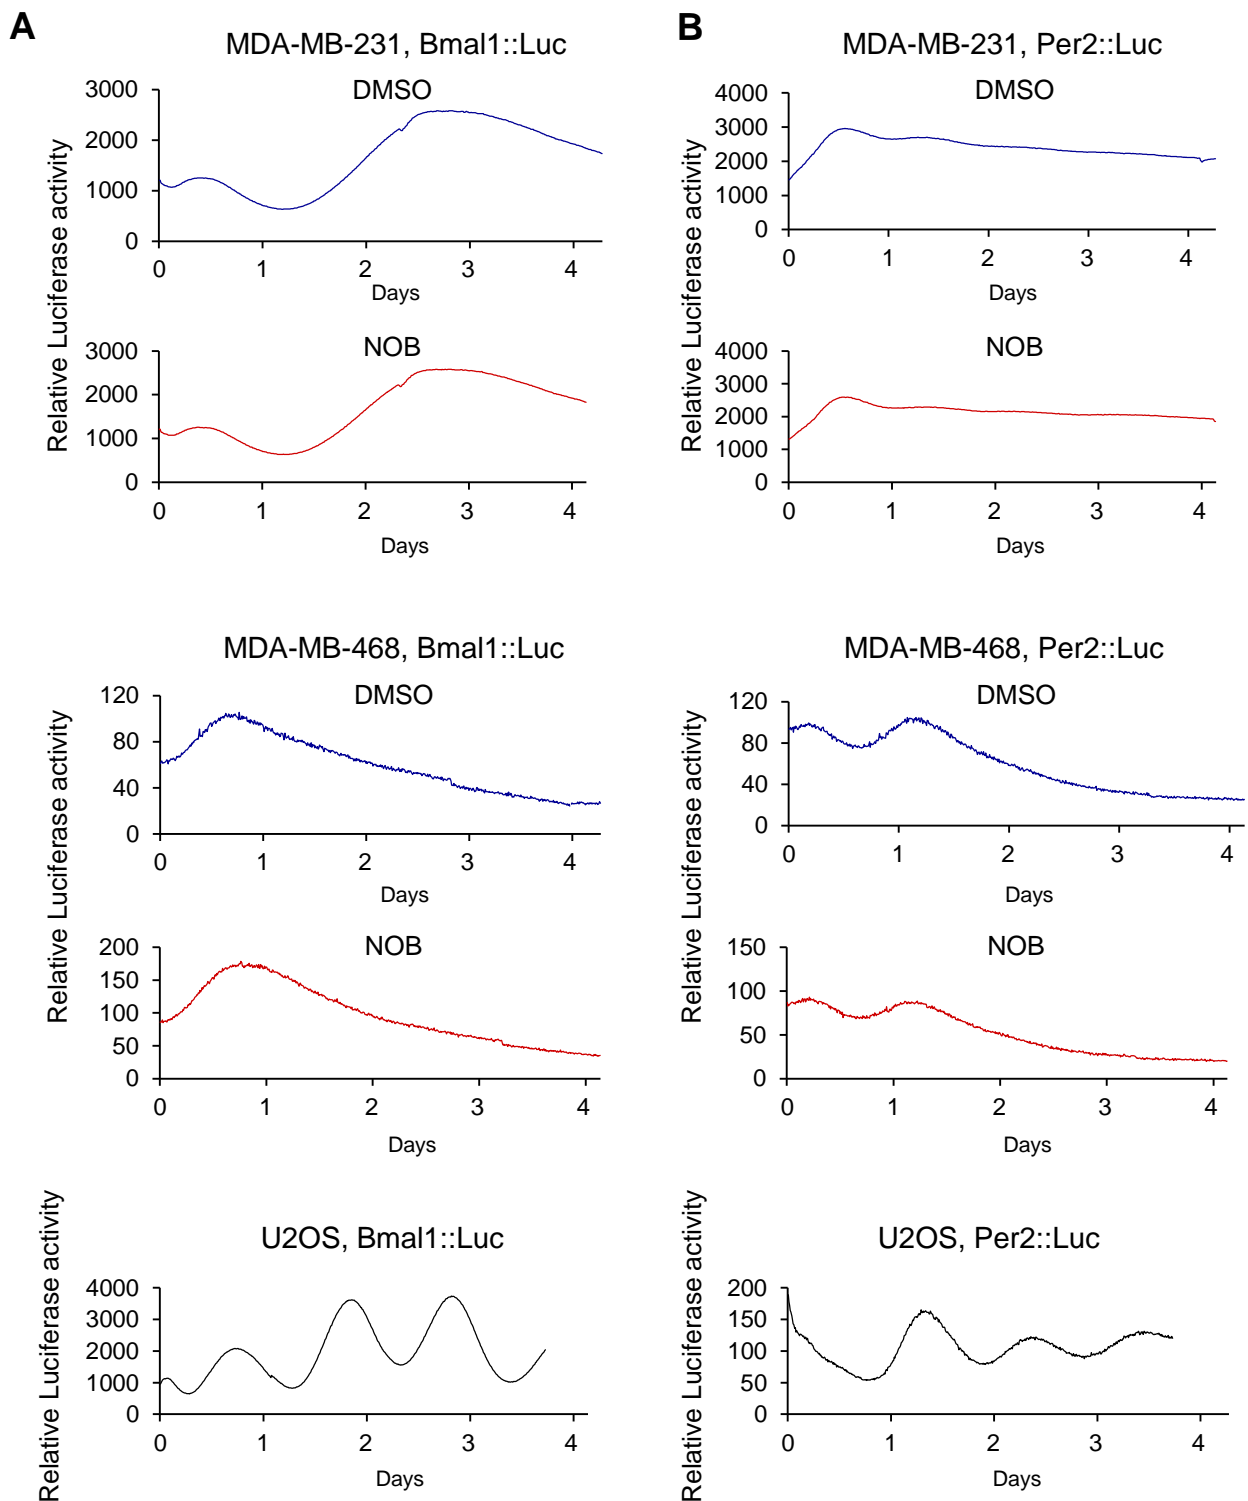 A
MDA-MB-231, Bmal1::Luc
DMSO
Relative Luciferase activity
3000
2000
1000
0
0 1 2 3 4
Days
NOB
3000
2000
1000
0
0 1 2 3 4
Days
MDA-MB-468, Bmal1::Luc
DMSO
Relative Luciferase activity
120
80
40
0
0 1 2 3 4
Days
NOB
200
150
100
50
0
0 1 2 3 4
Days
U2OS, Bmal1::Luc
Relative Luciferase activity
4000
3000
2000
1000
0
0 1 2 3 4
Days
B
MDA-MB-231, Per2::Luc
DMSO
Relative Luciferase activity
4000
3000
2000
1000
0
0 1 2 3 4
Days
NOB
4000
3000
2000
1000
0
0 1 2 3 4
Days
MDA-MB-468, Per2::Luc
DMSO
Relative Luciferase activity
120
80
40
0
0 1 2 3 4
Days
NOB
150
100
50
0
0 1 2 3 4
Days
U2OS, Per2::Luc
Relative Luciferase activity
200
150
100
50
0
0 1 2 3 4
Days